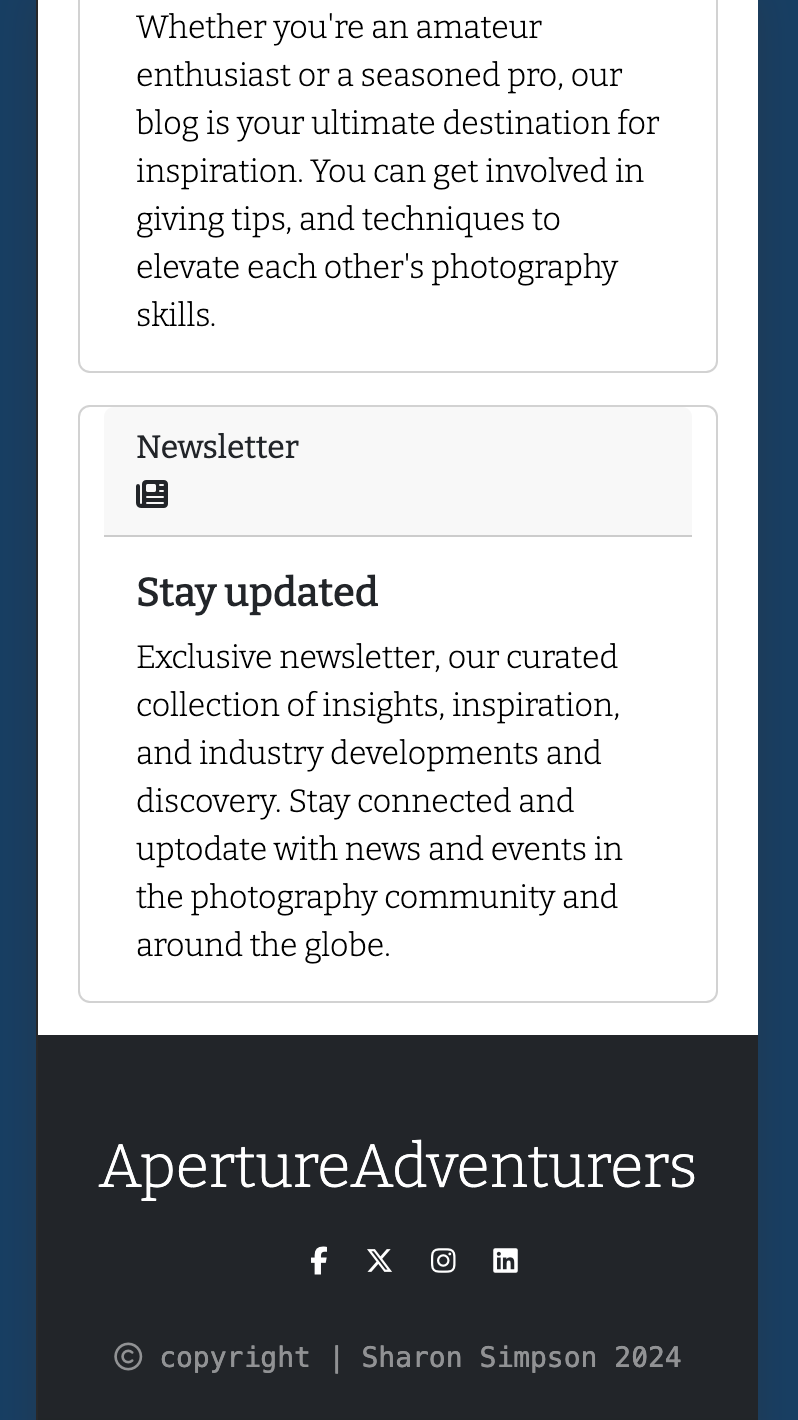 Whether you're an amateur
enthusiast or a seasoned pro, our
blog is your ultimate destination for
inspiration. You can get involved in
giving tips, and techniques to
elevate each other's photography
skills.
Newsletter
Stay updated
Exclusive newsletter, our curated
collection of insights, inspiration,
and industry developments and
discovery. Stay connected and
uptodate with news and events in
the photography community and
around the globe.
ApertureAdventurers
© copyright | Sharon Simpson 2024